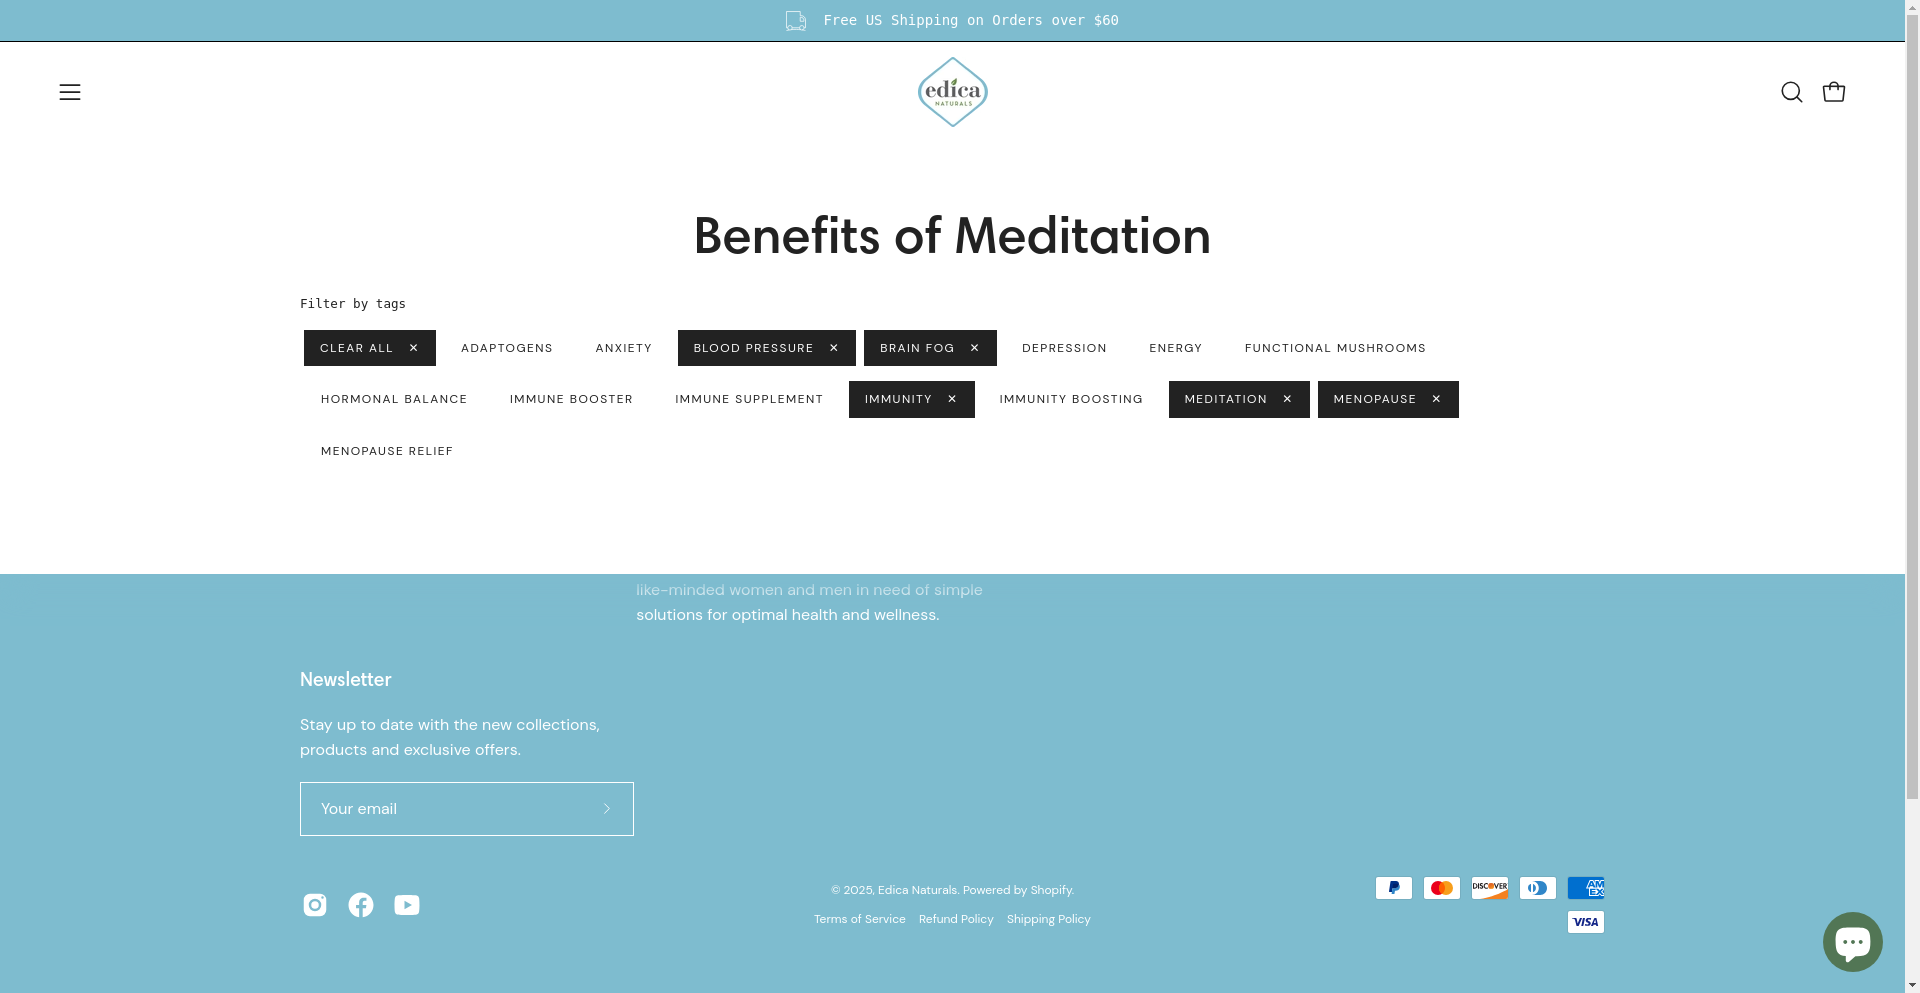 Free US Shipping on Orders over $60
edica
NATURALS
Benefits of Meditation
Filter by tags
CLEAR ALL ✕ ADAPTOGENS ANXIETY BLOOD PRESSURE ✕ BRAIN FOG ✕ DEPRESSION ENERGY FUNCTIONAL MUSHROOMS
HORMONAL BALANCE IMMUNE BOOSTER IMMUNE SUPPLEMENT IMMUNITY ✕ IMMUNITY BOOSTING MEDITATION ✕ MENOPAUSE ✕
MENOPAUSE RELIEF
like-minded women and men in need of simple
solutions for optimal health and wellness.
Newsletter
Stay up to date with the new collections,
products and exclusive offers.
Your email
© 2025, Edica Naturals. Powered by Shopify.
Terms of Service Refund Policy Shipping Policy
DISCOVER
AM
EX
VISA